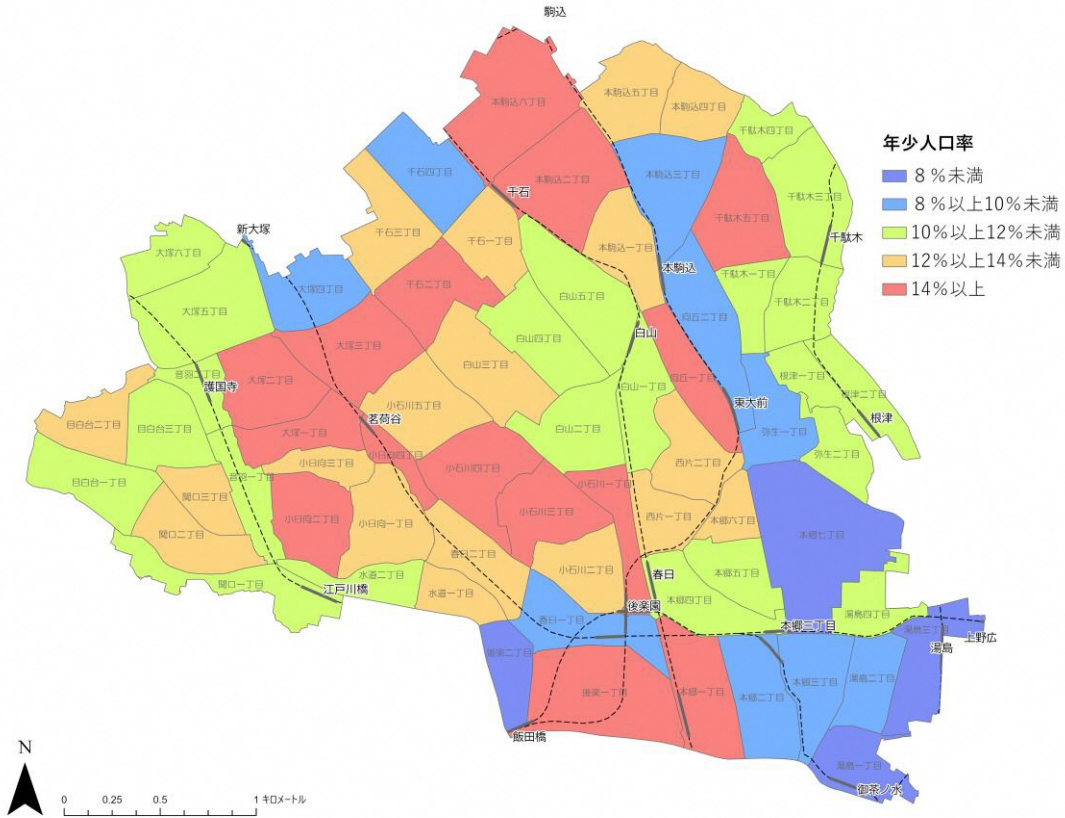 駒込
本駒込六丁目
本駒込五丁目
本駒込四丁目
千駄木四丁目
年少人口率
8%未満
8%以上10%未満
10%以上12%未満
12%以上14%未満
14%以上
千石四丁目
本駒込二丁目
本駒込三丁目
千石
千駄木三丁目
千駄木五丁目
千駄木
新大塚
千石三丁目
千石一丁目
本駒込一丁目
本駒込
大塚六丁目
千駄木一丁目
大塚四丁目
千石二丁目
白山五丁目
千駄木二丁目
大塚五丁目
向丘二丁目
白山四丁目
白山
大塚三丁目
白山三丁目
音羽二丁目
護国寺
大塚二丁目
白山一丁目
向丘一丁目
根津一丁目
根津二丁目
根津
小石川五丁目
東大前
茗荷谷
目白台二丁目
目白台三丁目
大塚一丁目
白山二丁目
弥生一丁目
小日向四丁目
弥生二丁目
小日向三丁目
西片二丁目
小石川四丁目
目白台一丁目
音羽一丁目
小石川一丁目
関口三丁目
小日向二丁目
小日向一丁目
小石川三丁目
西片一丁目
本郷六丁目
関口二丁目
本郷七丁目
春日二丁目
小石川二丁目
春日
本郷五丁目
水道二丁目
関口一丁目
江戸川橋
水道一丁目
本郷四丁目
後楽園
湯島四丁目
春日一丁目
本郷三丁目
湯島三丁目
上野広
湯島
後楽二丁目
湯島二丁目
本郷三丁目
後楽一丁目
本郷一丁目
本郷二丁目
飯田橋
湯島一丁目
御茶ノ水
N
0 0.25 0.5 1 キロメートル